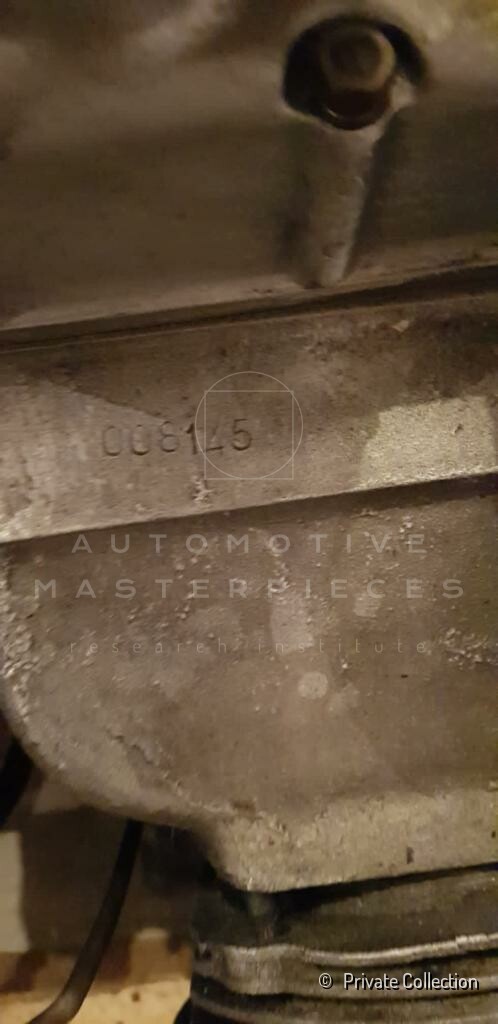 008145
AUTOMOTIVE
MASTERPIECES
research institute
© Private Collection